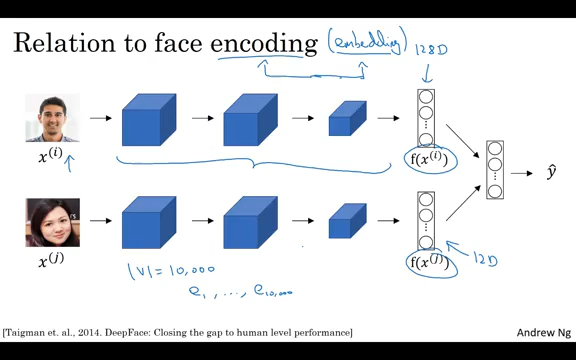 Relation to face encoding (embedding)
128D
x^(i)
f(x^(i))
ŷ
x^(j)
f(x^(j))
12D
|V| = 10,000
e₁, ..., e₁₀,₀₀₀
[Taigman et. al., 2014. DeepFace: Closing the gap to human level performance]
Andrew Ng